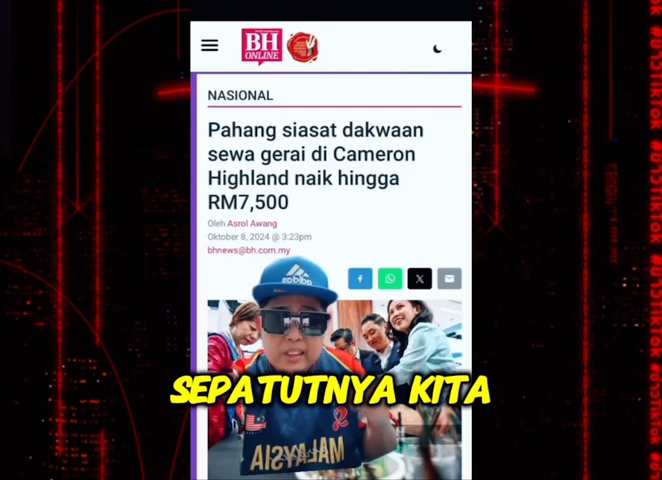 BH
ONLINE
NASIONAL
Pahang siasat dakwaan
sewa gerai di Cameron
Highland naik hingga
RM7,500
Oleh Asrol Awang
Oktober 8, 2024 @ 3:23pm
bhnews@bh.com.my
SEPATUTNYA KITA
MALAYSIA